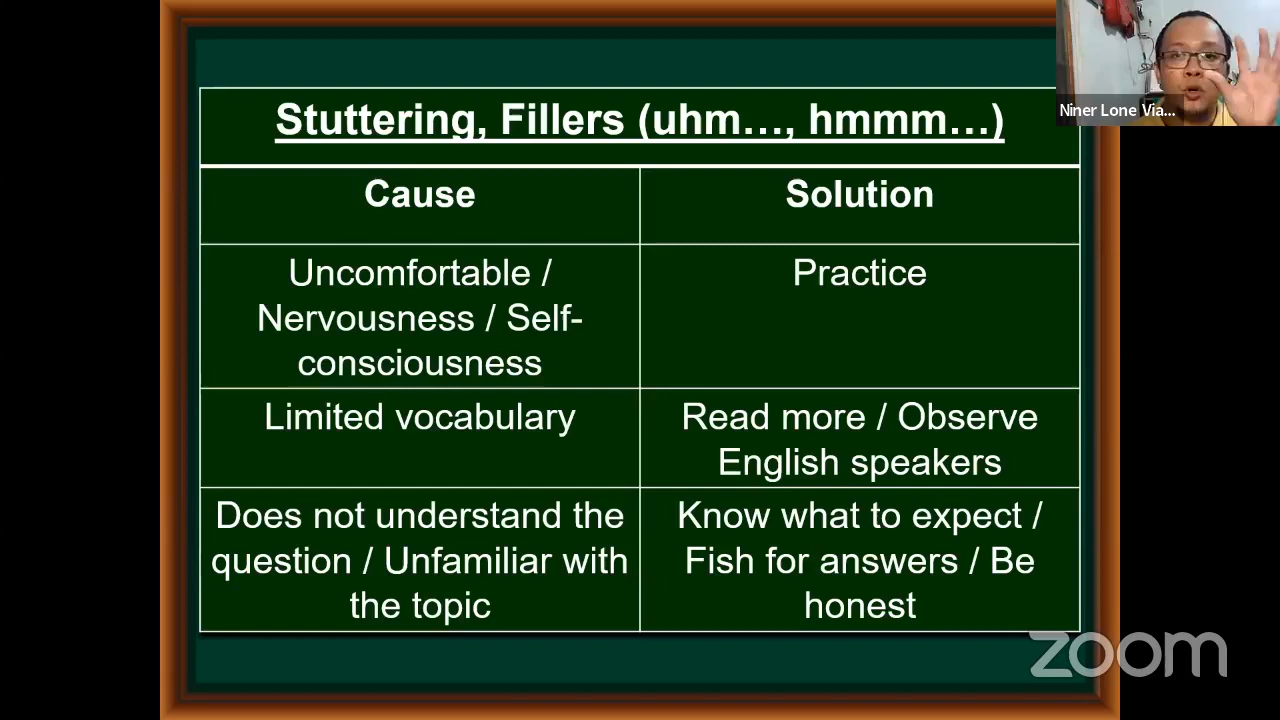 Stuttering, Fillers (uhm…, hmmm…)
Cause
Solution
Uncomfortable /
Nervousness / Self-
consciousness
Practice
Limited vocabulary
Read more / Observe
English speakers
Does not understand the
question / Unfamiliar with
the topic
Know what to expect /
Fish for answers / Be
honest
Niner Lone Via...
zoom